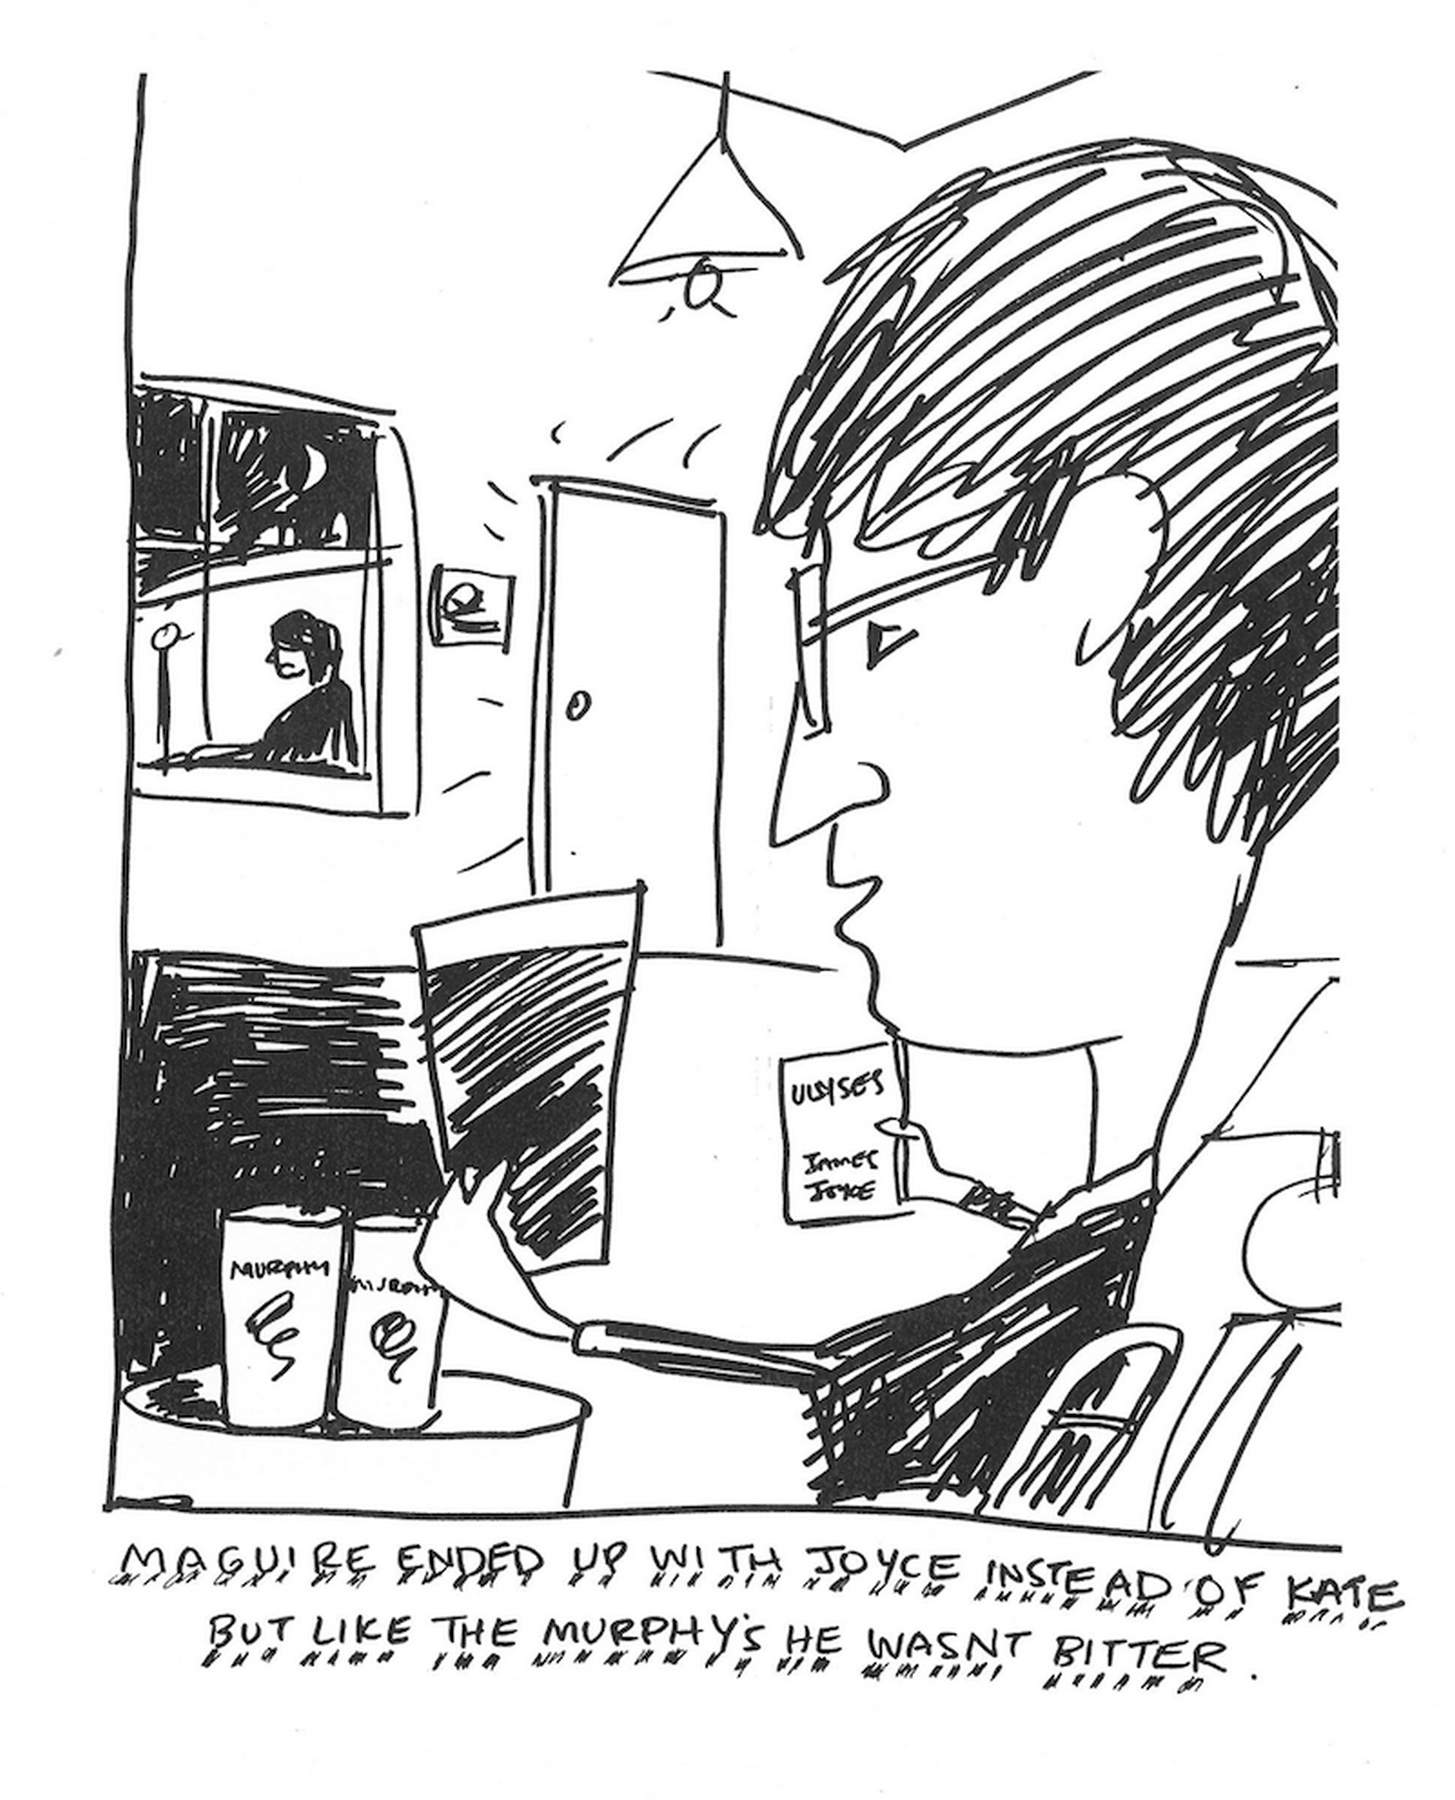 ULYSES
JAMES
JOYCE
MURPHY
MURPHY
MAGUIRE ENDED UP WITH JOYCE INSTEAD OF KATE
BUT LIKE THE MURPHY'S HE WASNT BITTER.